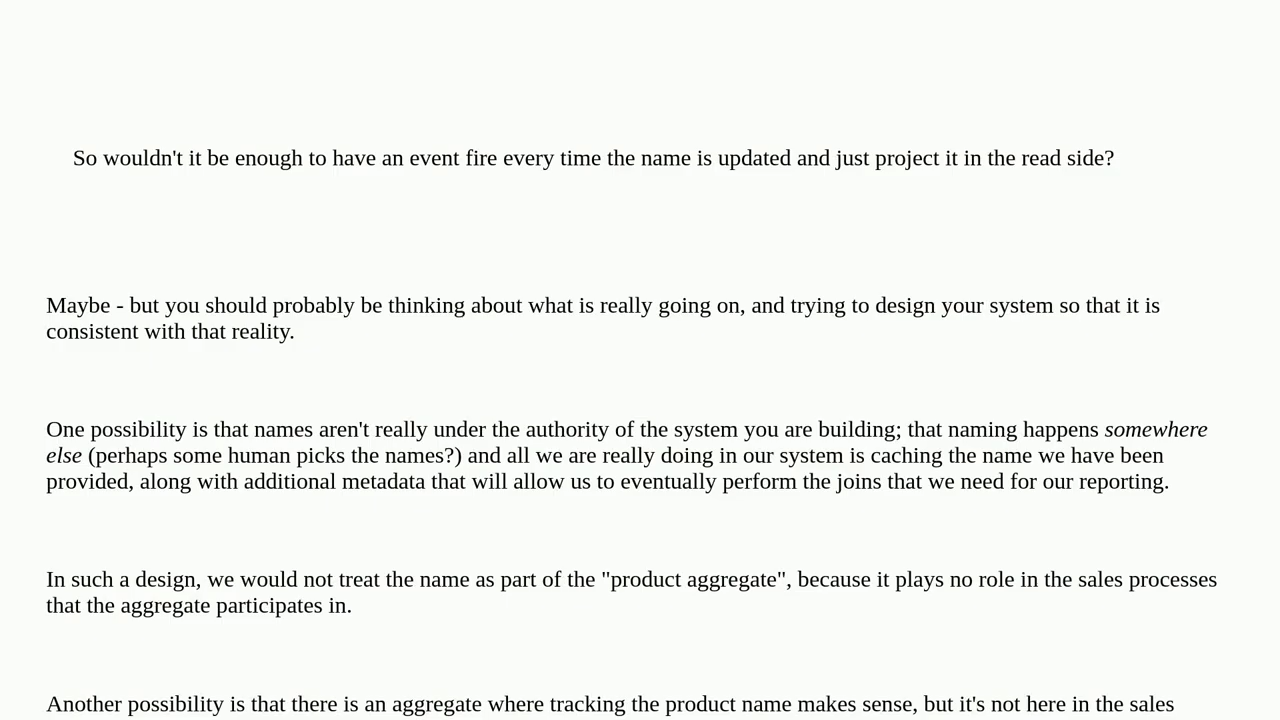 So wouldn't it be enough to have an event fire every time the name is updated and just project it in the read side?
Maybe - but you should probably be thinking about what is really going on, and trying to design your system so that it is
consistent with that reality.
One possibility is that names aren't really under the authority of the system you are building; that naming happens somewhere
else (perhaps some human picks the names?) and all we are really doing in our system is caching the name we have been
provided, along with additional metadata that will allow us to eventually perform the joins that we need for our reporting.
In such a design, we would not treat the name as part of the "product aggregate", because it plays no role in the sales processes
that the aggregate participates in.
Another possibility is that there is an aggregate where tracking the product name makes sense, but it's not here in the sales